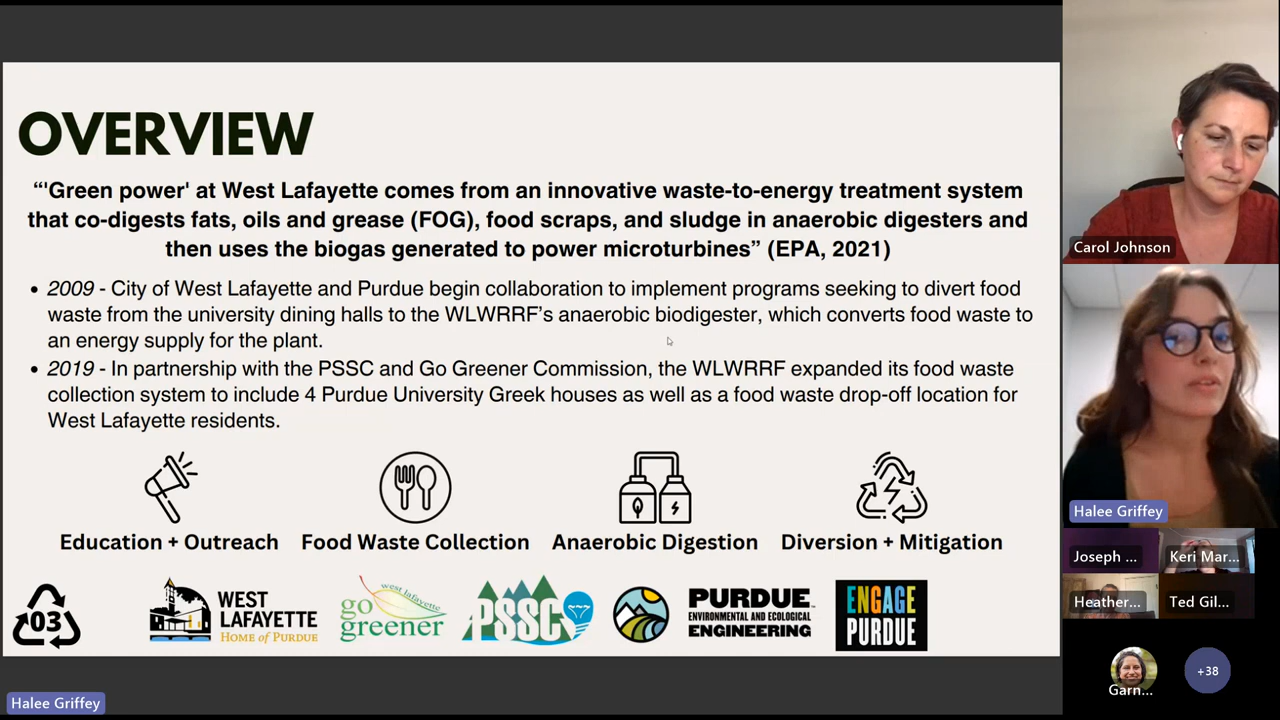 OVERVIEW
“'Green power' at West Lafayette comes from an innovative waste-to-energy treatment system
that co-digests fats, oils and grease (FOG), food scraps, and sludge in anaerobic digesters and
then uses the biogas generated to power microturbines” (EPA, 2021)
• 2009 - City of West Lafayette and Purdue begin collaboration to implement programs seeking to divert food
waste from the university dining halls to the WLWRRF’s anaerobic biodigester, which converts food waste to
an energy supply for the plant.
• 2019 - In partnership with the PSSC and Go Greener Commission, the WLWRRF expanded its food waste
collection system to include 4 Purdue University Greek houses as well as a food waste drop-off location for
West Lafayette residents.
Education + Outreach
Food Waste Collection
Anaerobic Digestion
Diversion + Mitigation
03
WEST
LAFAYETTE
HOME OF PURDUE
west lafayette
go
greener
PSSC
PURDUE
ENVIRONMENTAL AND ECOLOGICAL
ENGINEERING
ENGAGE
PURDUE
Halee Griffey
Carol Johnson
Halee Griffey
Joseph ...
Keri Mar...
Heather...
Ted Gil...
Garn...
+38